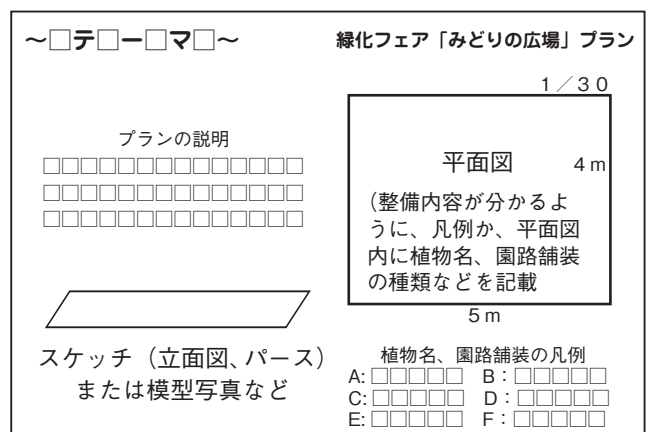 ～□テ□ー□マ□～
緑化フェア「みどりの広場」プラン
プランの説明
□□□□□□□□□□□□□□
□□□□□□□□□□□□□□
□□□□□□□□□□□□□□
1／30
平面図
4m
（整備内容が分かるよ
うに、凡例か、平面図
内に植物名、園路舗装
の種類などを記載
5m
スケッチ（立面図、パース）
または模型写真など
植物名、園路舗装の凡例
A:□□□□□ B：□□□□□
C:□□□□□ D：□□□□□
E:□□□□□ F：□□□□□